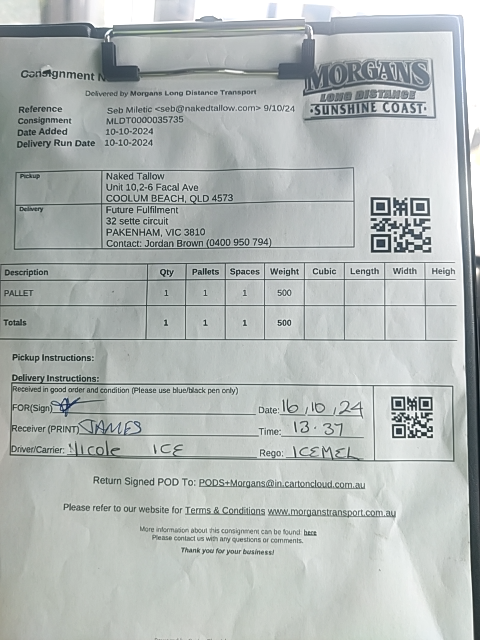 Consignment N
Delivered by Morgans Long Distance Transport
MORGANS
LONG DISTANCE
·SUNSHINE COAST·
Reference Seb Miletic <seb@nakedtallow.com> 9/10/24
Consignment MLDT0000035735
Date Added 10-10-2024
Delivery Run Date 10-10-2024
Pickup Naked Tallow
Unit 10,2-6 Facal Ave
COOLUM BEACH, QLD 4573
Delivery Future Fulfilment
32 sette circuit
PAKENHAM, VIC 3810
Contact: Jordan Brown (0400 950 794)
Description Qty Pallets Spaces Weight Cubic Length Width Heigh
PALLET 1 1 1 500
Totals 1 1 1 500
Pickup Instructions:
Delivery Instructions:
Received in good order and condition (Please use blue/black pen only)
FOR(Sign) Date: 16,10,24
Receiver (PRINT) JAMES Time: 13.37
Driver/Carrier: Nicole ICE Rego: ICEMEL
Return Signed POD To: PODS+Morgans@in.cartoncloud.com.au
Please refer to our website for Terms & Conditions www.morganstransport.com.au
More information about this consignment can be found here
Please contact us with any questions or comments.
Thank you for your business!